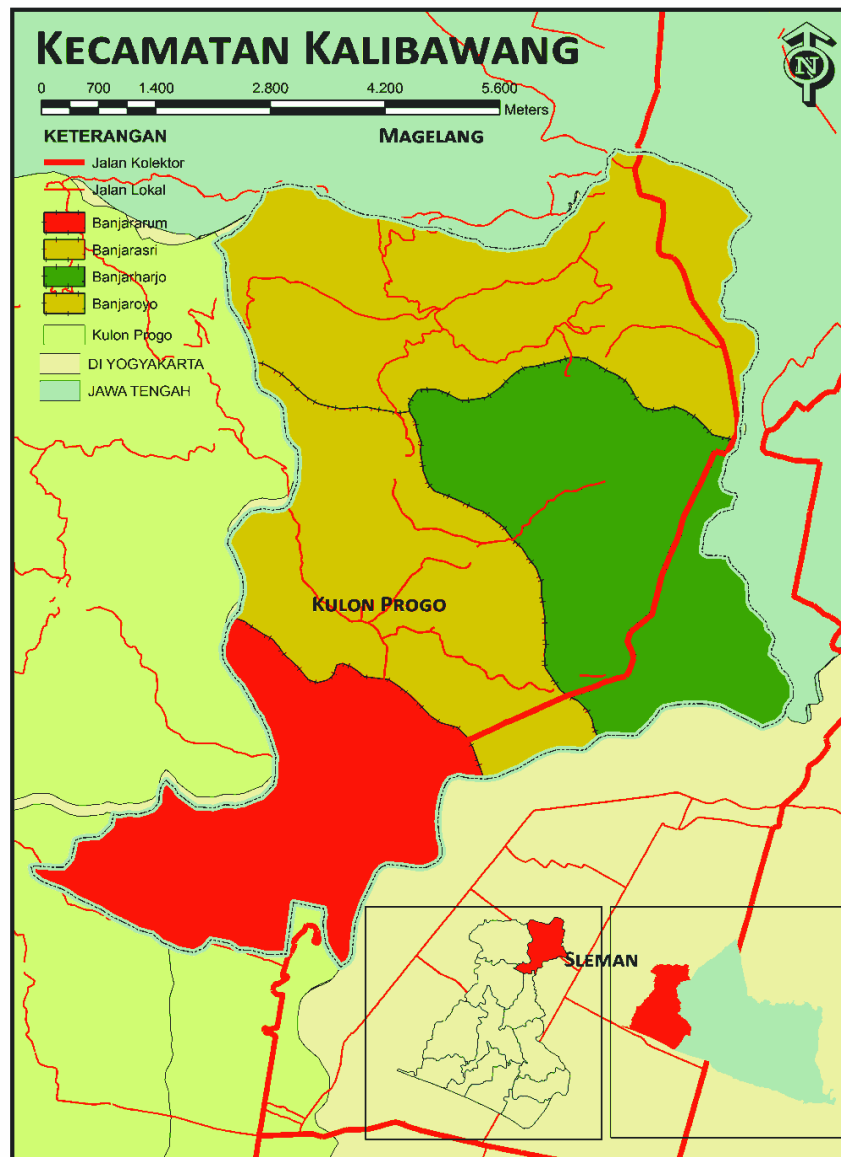 KECAMATAN KALIBAWANG
N
0 700 1.400 2.800 4.200 5.600
Meters
KETERANGAN
MAGELANG
Jalan Kolektor
Jalan Lokal
Banjararum
Banjarasri
Banjarharjo
Banjaroyo
Kulon Progo
DI YOGYAKARTA
JAWA TENGAH
KULON PROGO
SLEMAN